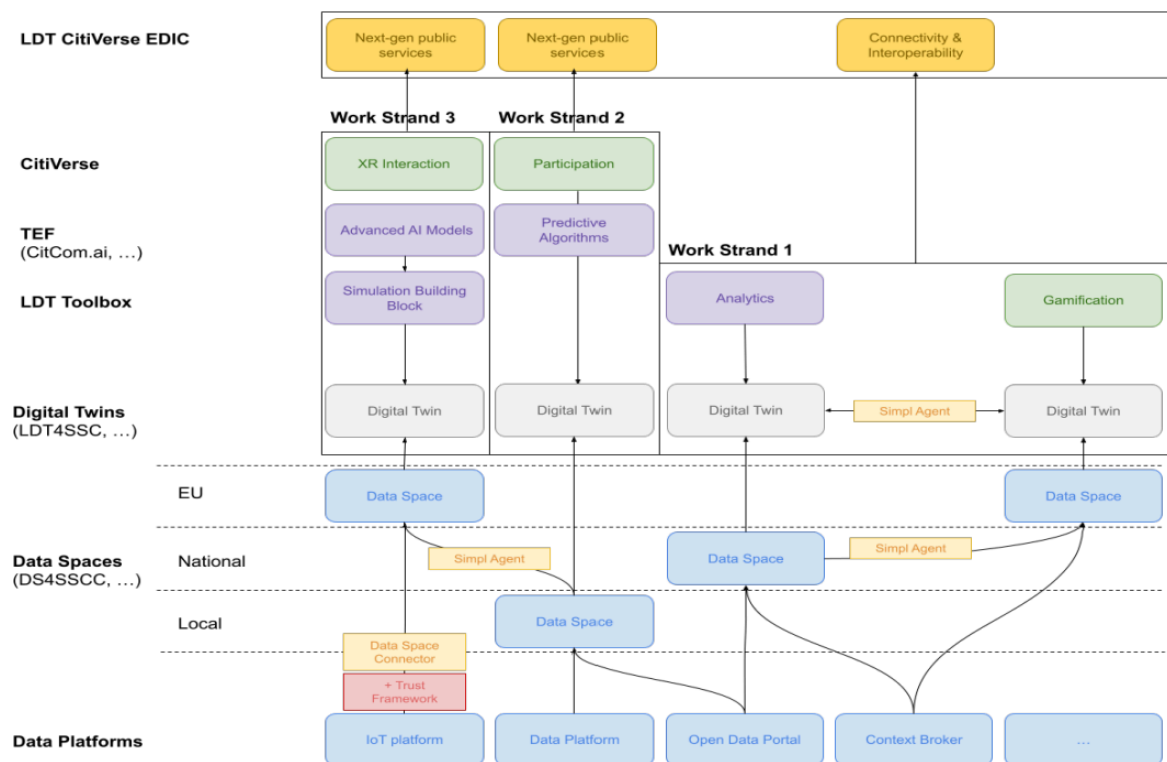 LDT CitiVerse EDIC
Next-gen public
services
Next-gen public
services
Connectivity &
Interoperability
Work Strand 3
Work Strand 2
CitiVerse
XR Interaction
Participation
TEF
(CitCom.ai, ...)
Advanced AI Models
Predictive
Algorithms
Work Strand 1
LDT Toolbox
Simulation Building
Block
Analytics
Gamification
Digital Twins
(LDT4SSC, ...)
Digital Twin
Digital Twin
Digital Twin
Simpl Agent
Digital Twin
EU
Data Space
Data Space
Data Spaces
(DS4SSCC, ...)
National
Simpl Agent
Data Space
Simpl Agent
Local
Data Space
Data Space
Connector
+ Trust
Framework
Data Platforms
IoT platform
Data Platform
Open Data Portal
Context Broker
...